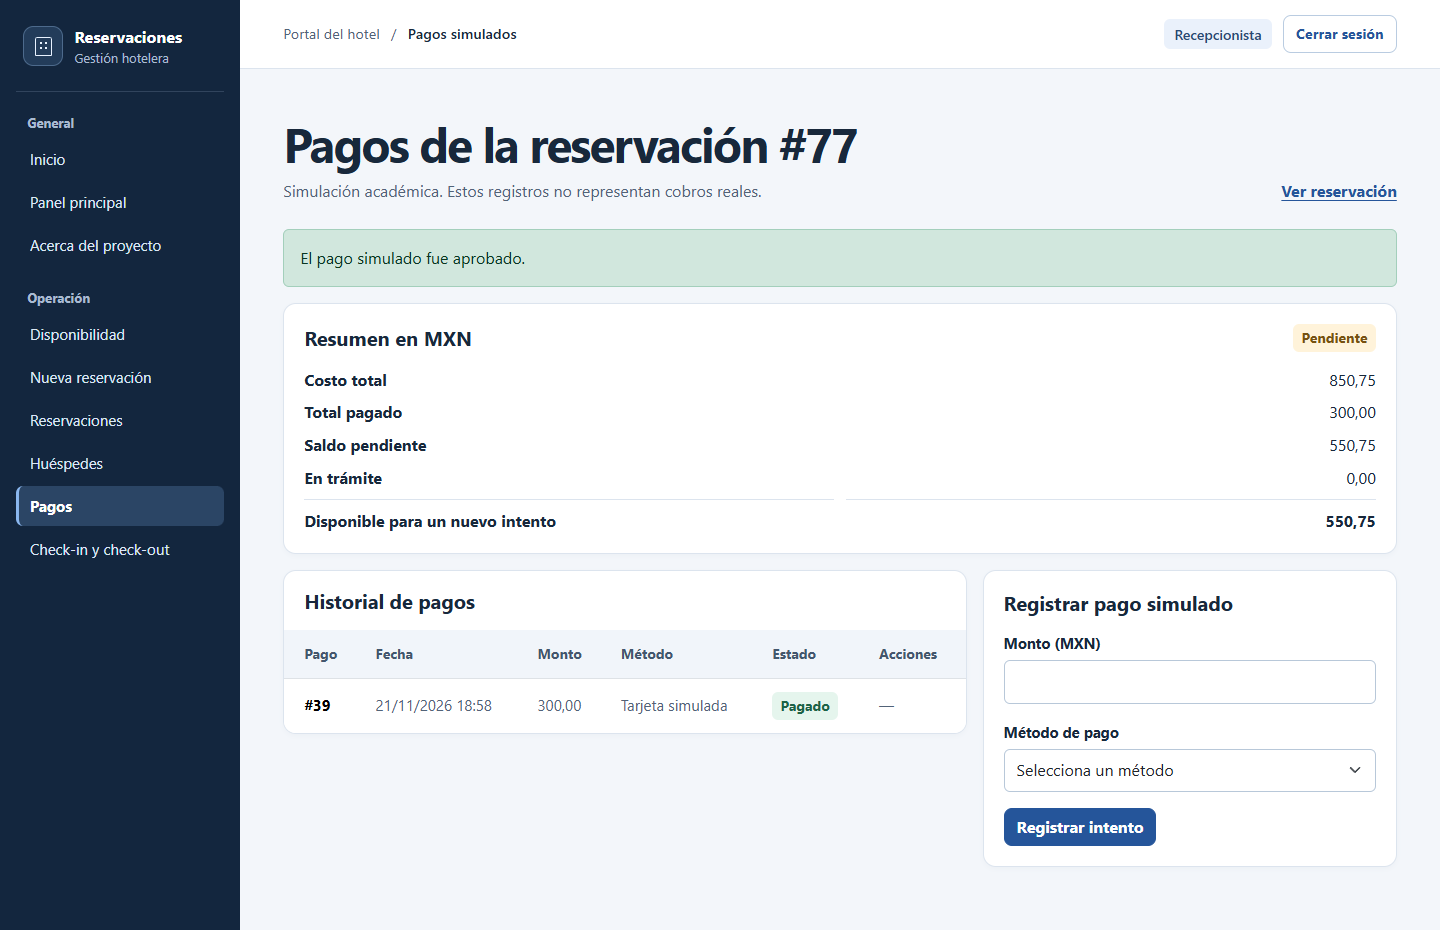 Reservaciones
Gestión hotelera
General
Inicio
Panel principal
Acerca del proyecto
Operación
Disponibilidad
Nueva reservación
Reservaciones
Huéspedes
Pagos
Check-in y check-out
Portal del hotel / Pagos simulados
Recepcionista
Cerrar sesión
Pagos de la reservación #77
Simulación académica. Estos registros no representan cobros reales.
Ver reservación
El pago simulado fue aprobado.
Resumen en MXN
Pendiente
Costo total 850,75
Total pagado 300,00
Saldo pendiente 550,75
En trámite 0,00
Disponible para un nuevo intento 550,75
Historial de pagos
Pago Fecha Monto Método Estado Acciones
#39 21/11/2026 18:58 300,00 Tarjeta simulada Pagado —
Registrar pago simulado
Monto (MXN)
Método de pago
Selecciona un método
Registrar intento